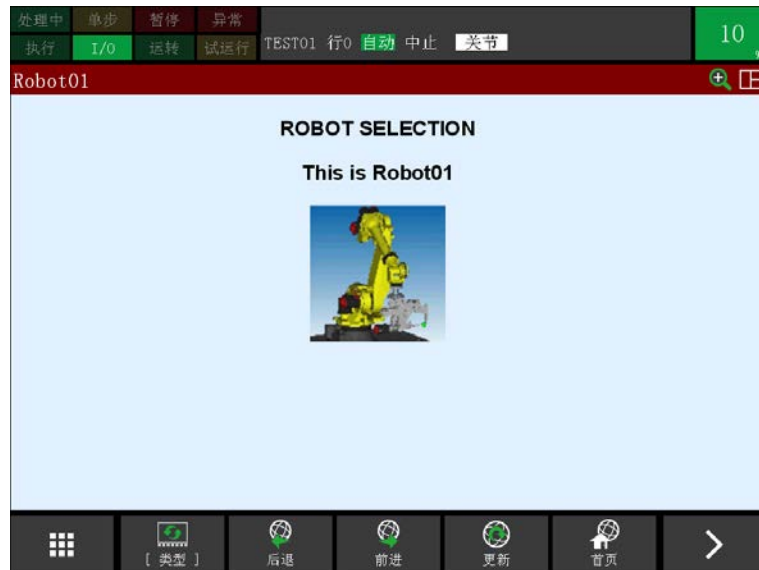 处理中 单步 暂停 异常
执行 I/O 运转 试运行
TEST01 行0 自动 中止 关节
10
%
Robot01
ROBOT SELECTION
This is Robot01
[ 类型 ] 后退 前进 更新 首页